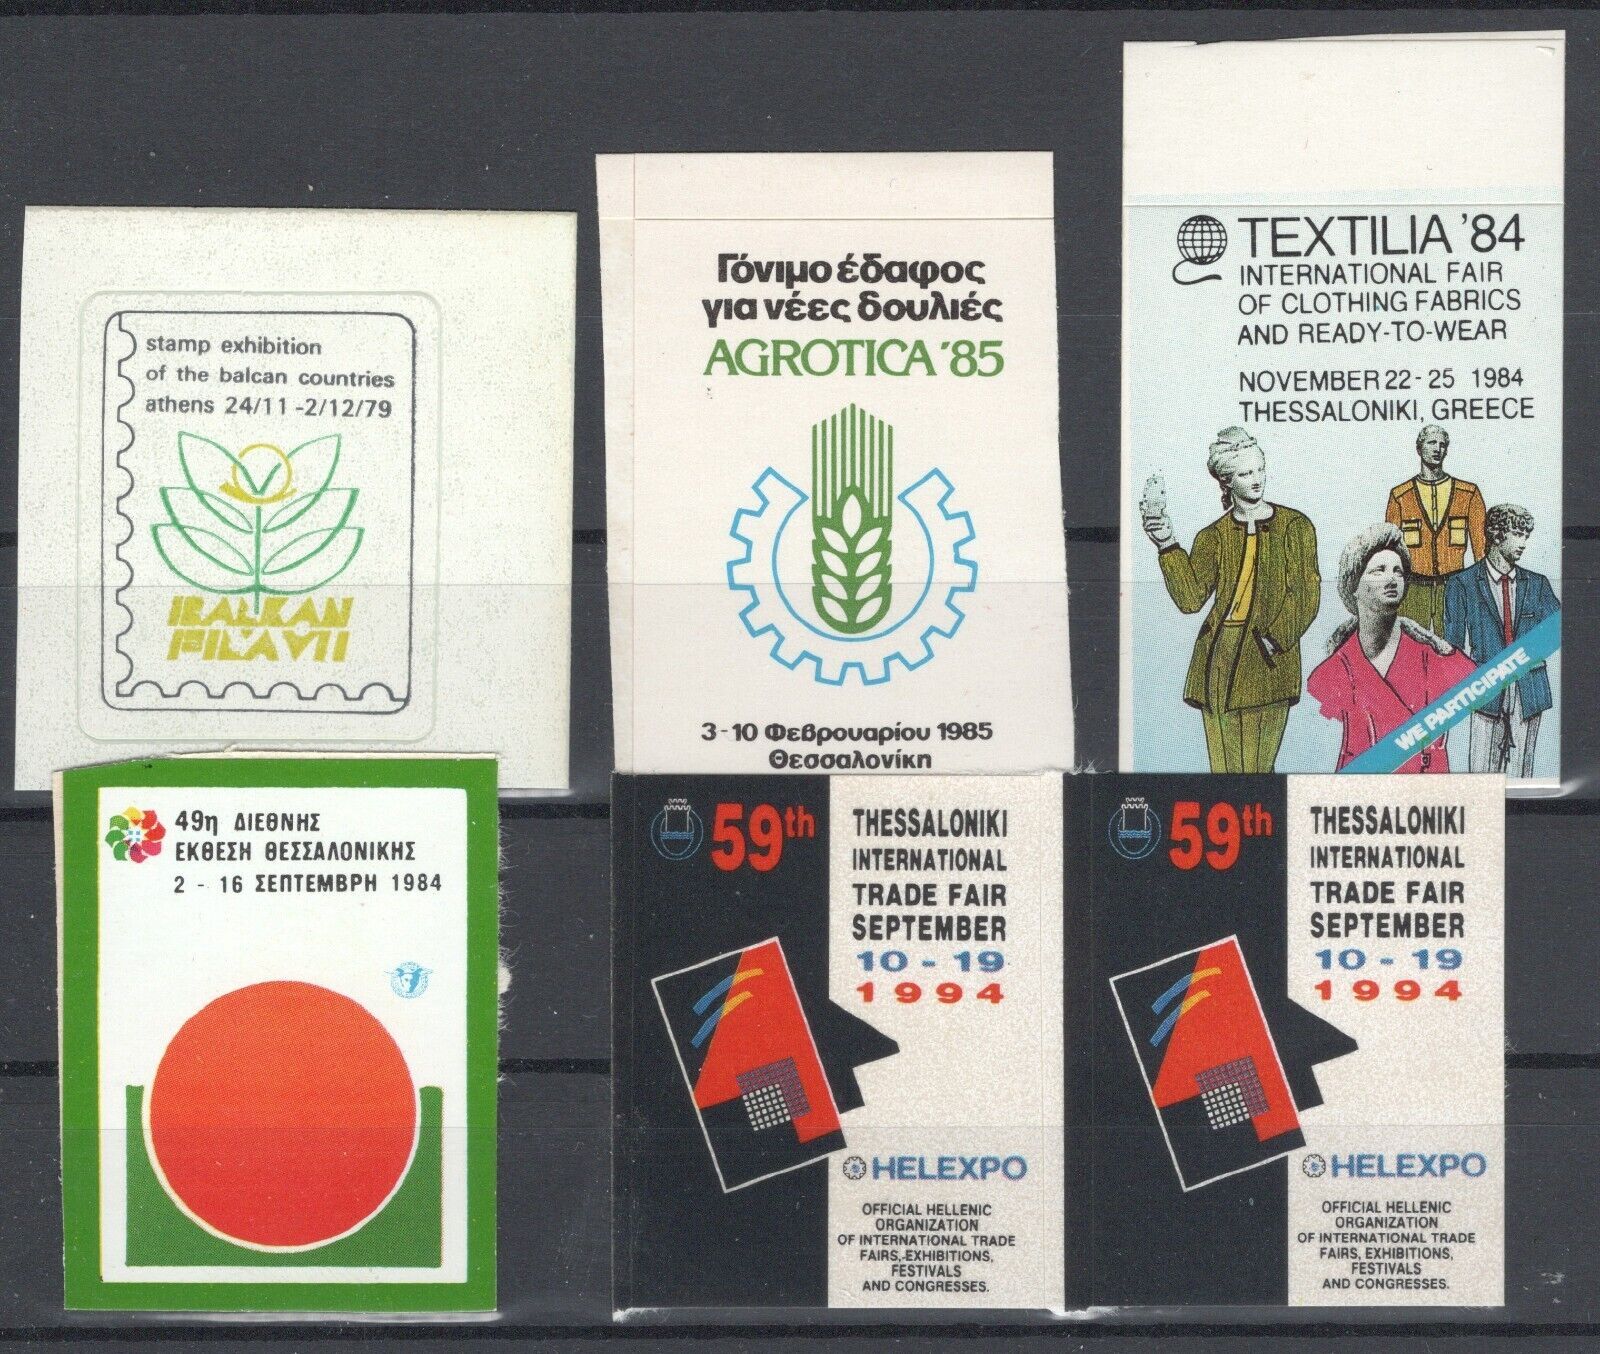 stamp exhibition
of the balcan countries
athens 24/11 -2/12/79
BALKAN
FILA VII
Γόνιμο έδαφος
για νέες δουλιές
AGROTICA '85
3-10 Φεβρουαρίου 1985
Θεσσαλονίκη
TEXTILIA '84
INTERNATIONAL FAIR
OF CLOTHING FABRICS
AND READY-TO-WEAR
NOVEMBER 22-25 1984
THESSALONIKI, GREECE
WE PARTICIPATE
49η ΔΙΕΘΝΗΣ
ΕΚΘΕΣΗ ΘΕΣΣΑΛΟΝΙΚΗΣ
2 - 16 ΣΕΠΤΕΜΒΡΗ 1984
59th
THESSALONIKI
INTERNATIONAL
TRADE FAIR
SEPTEMBER
10 - 19
1994
HELEXPO
OFFICIAL HELLENIC
ORGANIZATION
OF INTERNATIONAL TRADE
FAIRS, EXHIBITIONS,
FESTIVALS
AND CONGRESSES.
59th
THESSALONIKI
INTERNATIONAL
TRADE FAIR
SEPTEMBER
10 - 19
1994
HELEXPO
OFFICIAL HELLENIC
ORGANIZATION
OF INTERNATIONAL TRADE
FAIRS, EXHIBITIONS,
FESTIVALS
AND CONGRESSES.